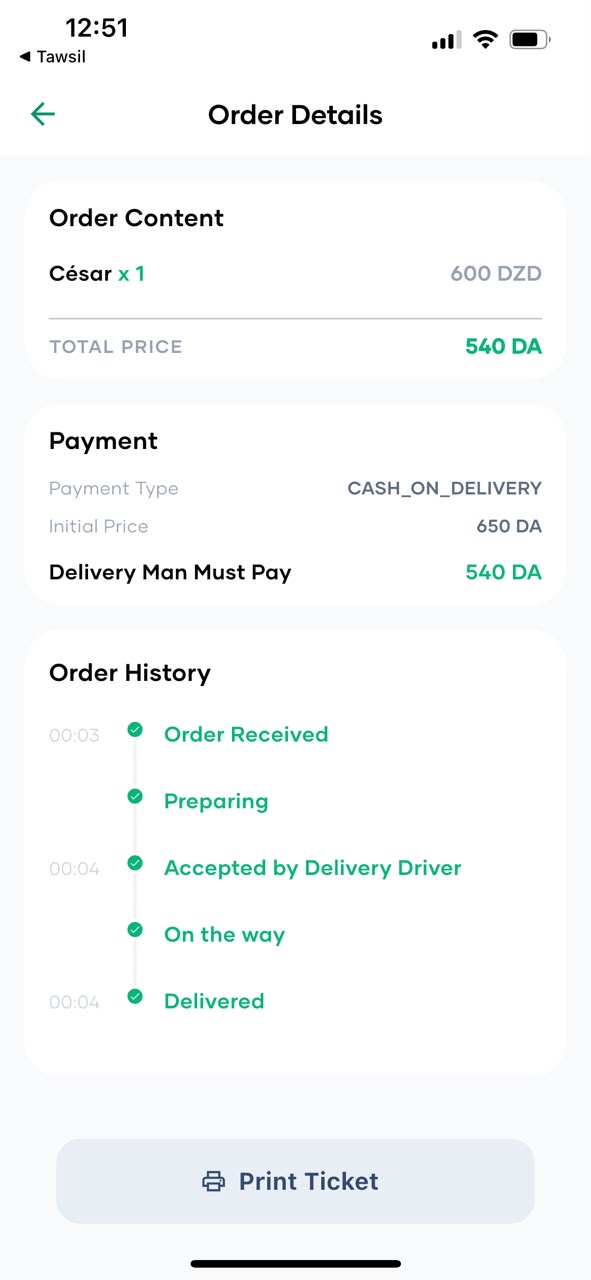 12:51
◀ Tawsil
Order Details
Order Content
César x 1 600 DZD
TOTAL PRICE 540 DA
Payment
Payment Type CASH_ON_DELIVERY
Initial Price 650 DA
Delivery Man Must Pay 540 DA
Order History
00:03 Order Received
Preparing
00:04 Accepted by Delivery Driver
On the way
00:04 Delivered
Print Ticket